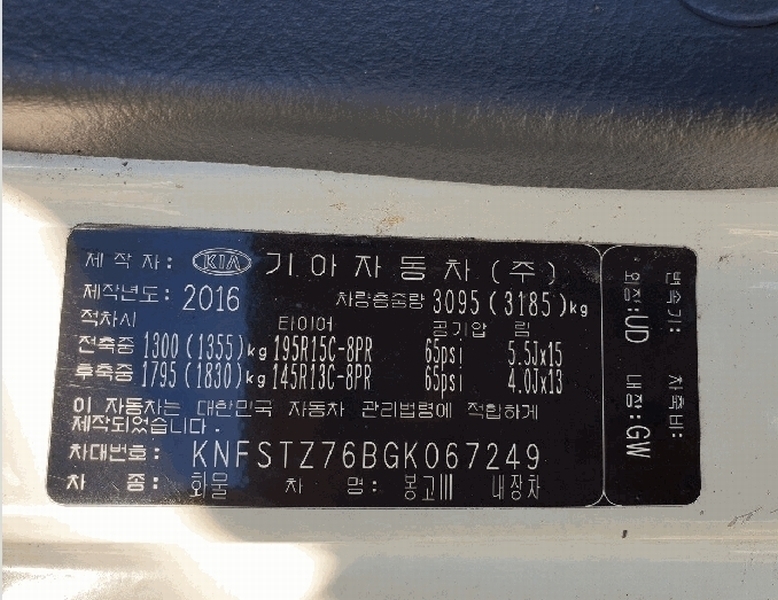 제 작 자 : KIA 기 아 자 동 차 ( 주 )
제작년도 : 2016 차량총중량 3095 ( 3185 ) kg
적차시 타이어 공기압 림
전축중 1300 (1355) kg 195R15C-8PR 65psi 5.5Jx15
후축중 1795 (1830) kg 145R13C-8PR 65psi 4.0Jx13
이 자동차는 대한민국 자동차 관리법령에 적합하게
제작되었습니다 .
차대번호 : KNFSTZ76BGK067249
차 종 : 화물 차 명 : 봉고III 내장차
변속기 : 차축비 :
외장 : UD 내장 : GW